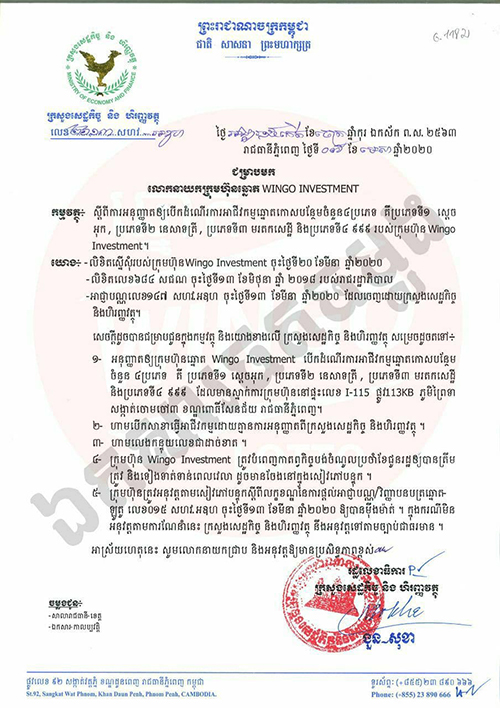 ព្រះរាជាណាចក្រកម្ពុជា
ជាតិ សាសនា ព្រះមហាក្សត្រ
ក្រសួងសេដ្ឋកិច្ច និង ហិរញ្ញវត្ថុ
MINISTRY OF ECONOMY AND FINANCE
ក្រសួងសេដ្ឋកិច្ច និង ហិរញ្ញវត្ថុ
លេខ សហវ.
ថ្ងៃ ខែ ឆ្នាំកុរ ឯកស័ក ព.ស. ២៥៦៣
រាជធានីភ្នំពេញ ថ្ងៃទី ខែ មេសា ឆ្នាំ២០២០
ជម្រាបមក
លោកនាយកក្រុមហ៊ុនឆ្នោត WINGO INVESTMENT
កម្មវត្ថុ: ស្តីពីការអនុញ្ញាតឱ្យបើកដំណើរការអាជីវកម្មឆ្នោតកោសបន្ថែមចំនួន៤ប្រភេទ គឺប្រភេទទី១ ស្តេច
អុក , ប្រភេទទី២ នេសាទត្រី , ប្រភេទទី៣ មរតកសេដ្ឋី និងប្រភេទទី៤ ៩៩៩ របស់ក្រុមហ៊ុន Wingo
Investment។
យោង: - លិខិតស្នើសុំរបស់ក្រុមហ៊ុន Wingo Investment ចុះថ្ងៃទី២០ ខែមីនា ឆ្នាំ២០២០
- លិខិតលេខ៦៨៤ សជណ ចុះថ្ងៃទី១៣ ខែមិថុនា ឆ្នាំ ២០១៨ របស់រាជរដ្ឋាភិបាល
- អាជ្ញាបណ្ណលេខ១៤៧ សហវ.អនហ ចុះថ្ងៃទី១៣ ខែមីនា ឆ្នាំ២០២០ ដែលចេញដោយក្រសួងសេដ្ឋកិច្ច
និងហិរញ្ញវត្ថុ។
សេចក្តីដូចបានជម្រាបជូនក្នុងកម្មវត្ថុ និងយោងខាងលើ ក្រសួងសេដ្ឋកិច្ច និងហិរញ្ញវត្ថុ សម្រេចដូចតទៅ÷
១- អនុញ្ញាតឱ្យក្រុមហ៊ុនឆ្នោត Wingo Investment បើកដំណើរការអាជីវកម្មឆ្នោតកោសបន្ថែម
ចំនួន ៤ប្រភេទ គឺ ប្រភេទទី១ ស្តេចអុក , ប្រភេទទី២ នេសាទត្រី , ប្រភេទទី៣ មរតកសេដ្ឋី
និងប្រភេទទី៤ ៩៩៩ ដែលមានស្នាក់ការក្រុមហ៊ុននៅផ្ទះលេខ I-115 ផ្លូវ113KB ភូមិព្រៃទា
សង្កាត់ចោមចៅ៣ ខណ្ឌពោធិ៍សែនជ័យ រាជធានីភ្នំពេញ។
២- ហាមបើកសាខាធ្វើអាជីវកម្មដោយគ្មានការអនុញ្ញាតពីក្រសួងសេដ្ឋកិច្ច និងហិរញ្ញវត្ថុ ។
៣- ហាមលេងកន្ទុយលេខជាដាច់ខាត ។
៤- ក្រុមហ៊ុន Wingo Investment ត្រូវបំពេញកាតព្វកិច្ចបង់ចំណូលប្រចាំខែជូនរដ្ឋឱ្យបានត្រឹម
ត្រូវ និងទៀងទាត់តាមពេលវេលា ដូចមានចែងនៅក្នុងសៀវភៅបន្ទុក ។
៥- ក្រុមហ៊ុនត្រូវអនុវត្តតាមសៀវភៅបន្ទុកស្តីពីលក្ខខណ្ឌនៃការផ្តល់អាជ្ញាបណ្ណ/វិញ្ញាបនបត្រឆ្នោត-
ឡូតូ លេខ០១៥ សហវ. ចុះថ្ងៃទី១៣ ខែមីនា ឆ្នាំ២០២០ ឱ្យបានម៉ឺងម៉ាត់ ។ ក្នុងករណីមិន
អនុវត្តតាមការណែនាំនេះ ក្រសួងសេដ្ឋកិច្ច និងហិរញ្ញវត្ថុ នឹងអនុវត្តទៅតាមច្បាប់ជាធរមាន ។
អាស្រ័យហេតុនេះ សូមលោកនាយកជ្រាប និងអនុវត្តឱ្យមានប្រសិទ្ធភាពខ្ពស់
រដ្ឋលេខាធិការ
ក្រសួងសេដ្ឋកិច្ច និង ហិរញ្ញវត្ថុ
ចម្លងជូន:
-សាលារាជធានី-ខេត្ត
-ឯកសារ-កាលប្បវត្តិ
ជួន សុខា
ផ្លូវលេខ ៩២ សង្កាត់វត្តភ្នំ ខណ្ឌដូនពេញ រាជធានីភ្នំពេញ កម្ពុជា
ទូរស័ព្ទ: (+៨៥៥)២៣ ៨៩០ ៦៦៦
St.92, Sangkat Wat Phnom, Khan Daun Penh, Phnom Penh, CAMBODIA.
Phone: (+855)-23 890 666